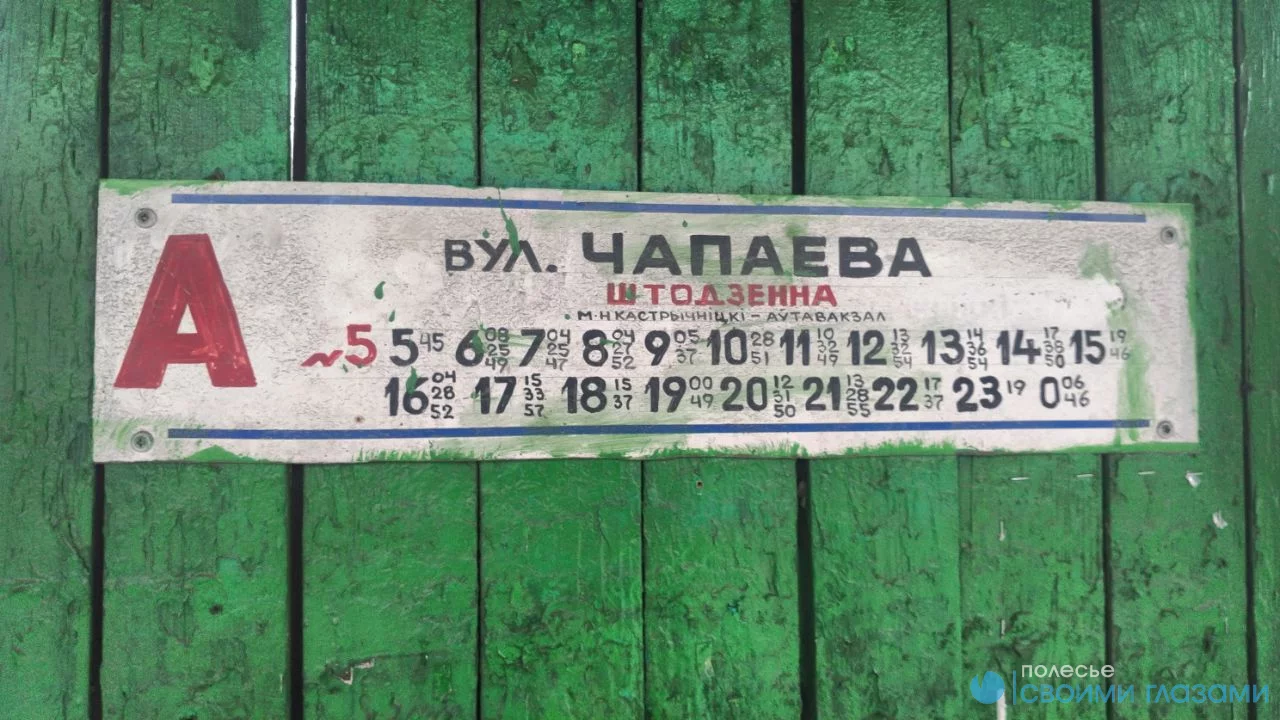 А
ВУЛ. ЧАПАЕВА
ШТОДЗЕННА
М-Н КАСТРЫЧНІЦКІ - АЎТАВАКЗАЛ
~5 5 45 6 08 25 49 7 04 25 47 8 04 25 52 9 05 37 10 28 51 11 10 32 49 12 13 32 54 13 14 36 54 14 17 38 50 15 19 46
16 04 28 52 17 15 33 57 18 15 37 19 00 49 20 12 31 50 21 13 28 55 22 17 37 23 19 0 06 46
полесье
своими глазами